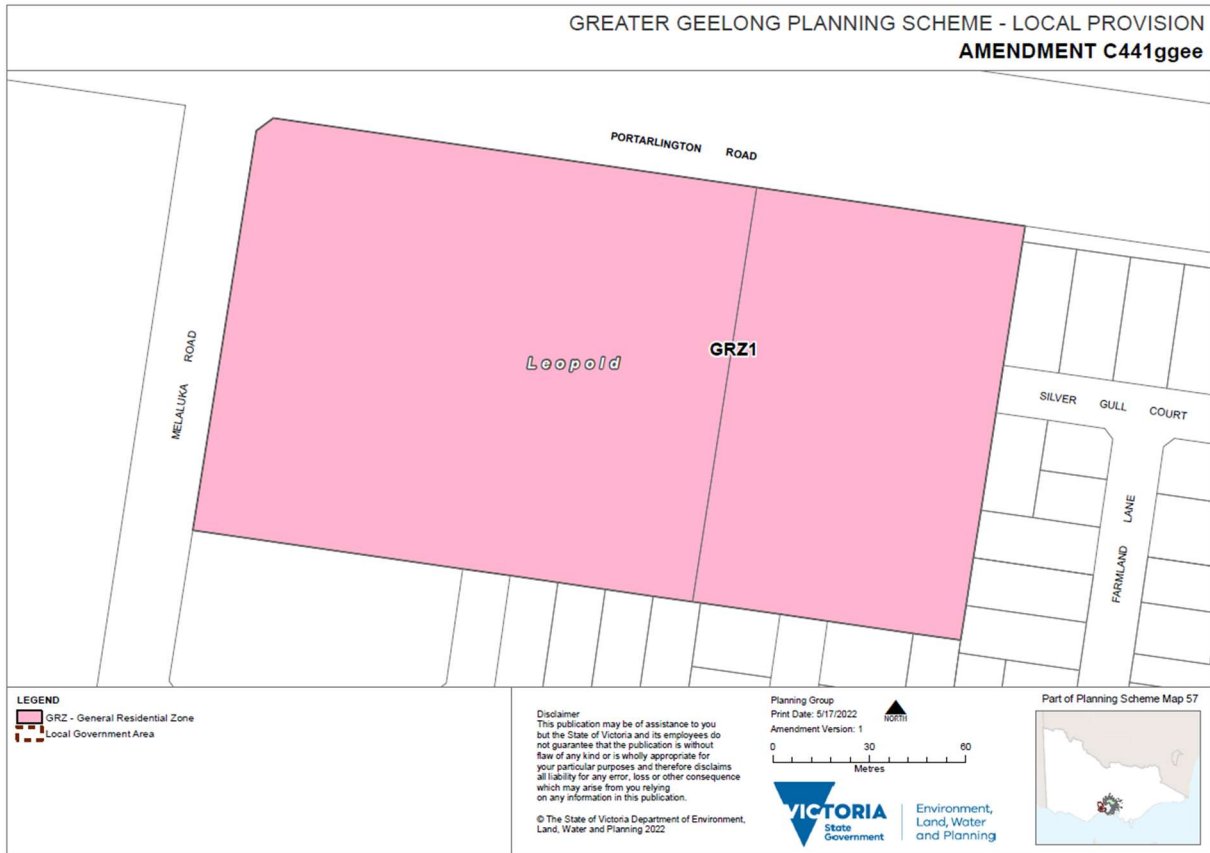 GREATER GEELONG PLANNING SCHEME - LOCAL PROVISION
AMENDMENT C441ggee
PORTARLINGTON ROAD
MELALUKA ROAD
Leopold
GRZ1
SILVER GULL COURT
FARMLAND LANE
LEGEND
GRZ - General Residential Zone
Local Government Area
Disclaimer
This publication may be of assistance to you
but the State of Victoria and its employees do
not guarantee that the publication is without
flaw of any kind or is wholly appropriate for
your particular purposes and therefore disclaims
all liability for any error, loss or other consequence
which may arise from you relying
on any information in this publication.
© The State of Victoria Department of Environment,
Land, Water and Planning 2022
Planning Group
Print Date: 5/17/2022
Amendment Version: 1
NORTH
0 30 60
Metres
VICTORIA
State
Government
Environment,
Land, Water
and Planning
Part of Planning Scheme Map 57